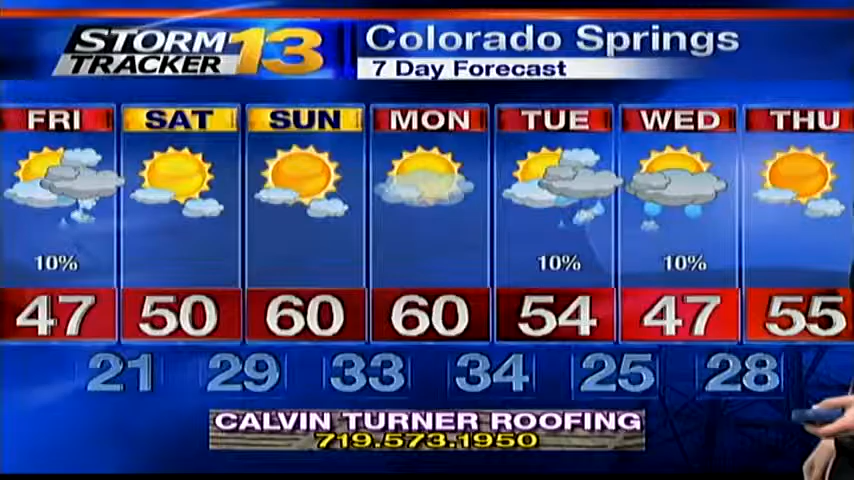 STORM TRACKER 13
Colorado Springs
7 Day Forecast
FRI SAT SUN MON TUE WED THU
10% 10% 10%
47 50 60 60 54 47 55
21 29 33 34 25 28
CALVIN TURNER ROOFING
719.573.1950